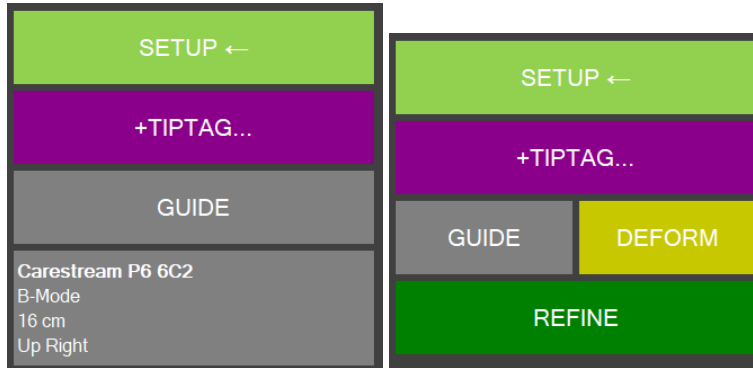 SETUP ←
+TIPTAG...
GUIDE
Carestream P6 6C2
B-Mode
16 cm
Up Right
SETUP ←
+TIPTAG...
GUIDE
DEFORM
REFINE